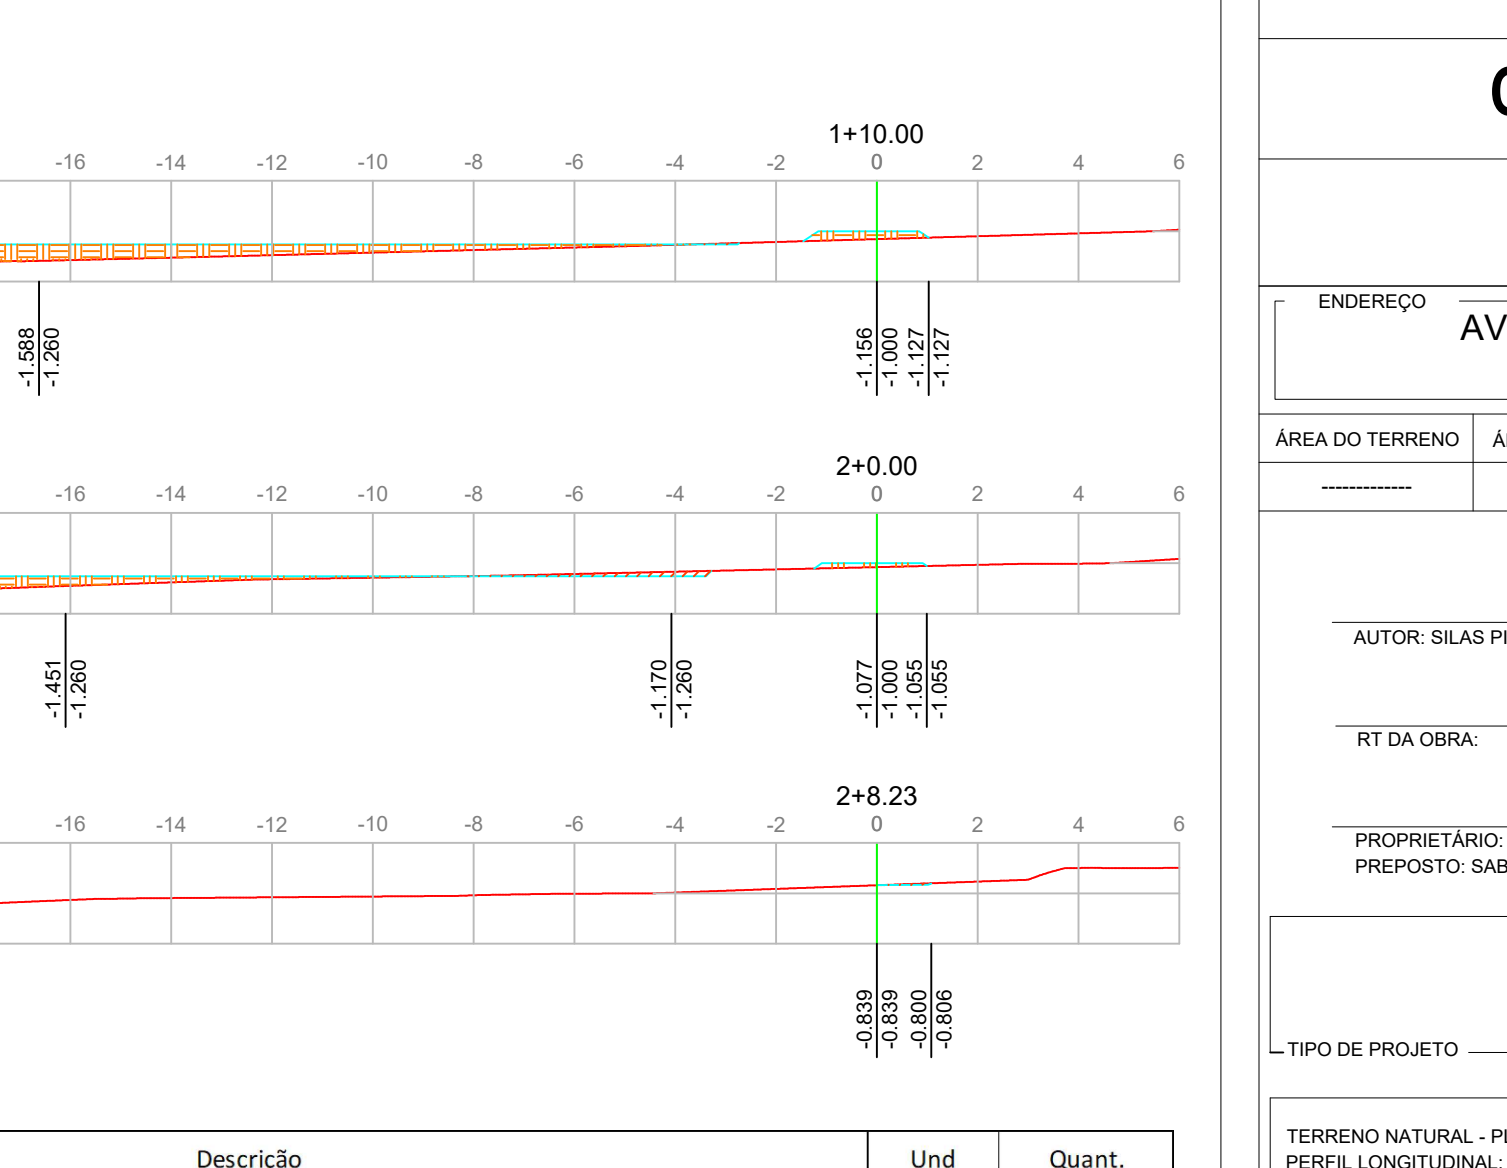 1+10.00
-16 -14 -12 -10 -8 -6 -4 -2 0 2 4 6
-1.588
-1.260
-1.156
-1.000
-1.127
-1.127
2+0.00
-16 -14 -12 -10 -8 -6 -4 -2 0 2 4 6
-1.451
-1.260
-1.170
-1.260
-1.077
-1.000
-1.055
-1.055
2+8.23
-16 -14 -12 -10 -8 -6 -4 -2 0 2 4 6
-0.839
-0.839
-0.800
-0.806
Descrição Und Quant.
ENDEREÇO
AV
ÁREA DO TERRENO
-------------
AUTOR: SILAS
RT DA OBRA:
PROPRIETÁRIO:
PREPOSTO: SAB
TIPO DE PROJETO
TERRENO NATURAL -
PERFIL LONGITUDINAL: